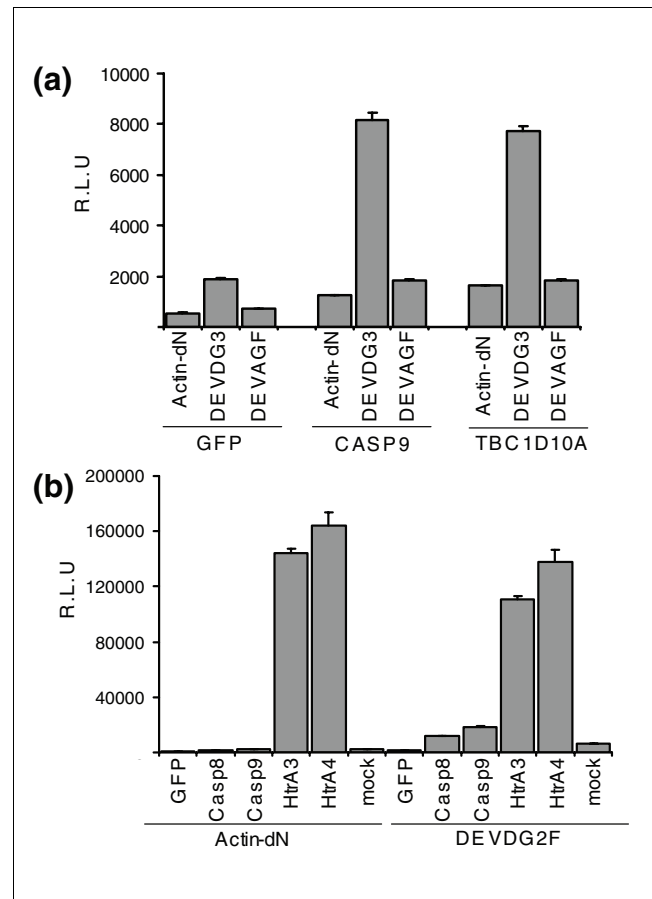 (a)
10000
8000
6000
4000
2000
0
R.L.U
Actin-dN
DEVDG3
DEVAGF
Actin-dN
DEVDG3
DEVAGF
Actin-dN
DEVDG3
DEVAGF
GFP
CASP9
TBC1D10A
(b)
200000
160000
120000
80000
40000
R.L.U
GFP
Casp8
Casp9
HtrA3
HtrA4
mock
GFP
Casp8
Casp9
HtrA3
HtrA4
mock
Actin-dN
DEVDG2F